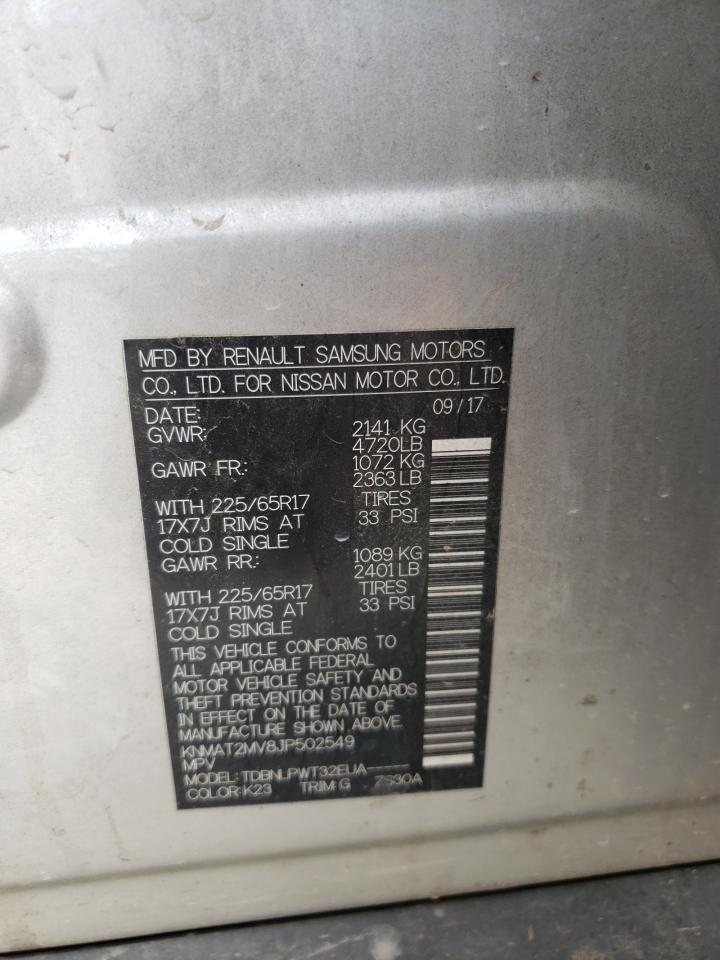 MFD BY RENAULT SAMSUNG MOTORS
CO., LTD. FOR NISSAN MOTOR CO., LTD.
DATE: 09/17
GVWR: 2141 KG
4720LB
GAWR FR.: 1072 KG
2363 LB
WITH 225/65R17 TIRES
17X7J RIMS AT 33 PSI
COLD SINGLE
GAWR RR.: 1089 KG
2401 LB
WITH 225/65R17 TIRES
17X7J RIMS AT 33 PSI
COLD SINGLE
THIS VEHICLE CONFORMS TO
ALL APPLICABLE FEDERAL
MOTOR VEHICLE SAFETY AND
THEFT PREVENTION STANDARDS
IN EFFECT ON THE DATE OF
MANUFACTURE SHOWN ABOVE.
KNMAT2MV8JP502549
MPV
MODEL: TDBNLPWT32EUA-----
COLOR:K23 TRIM: G 7S30A